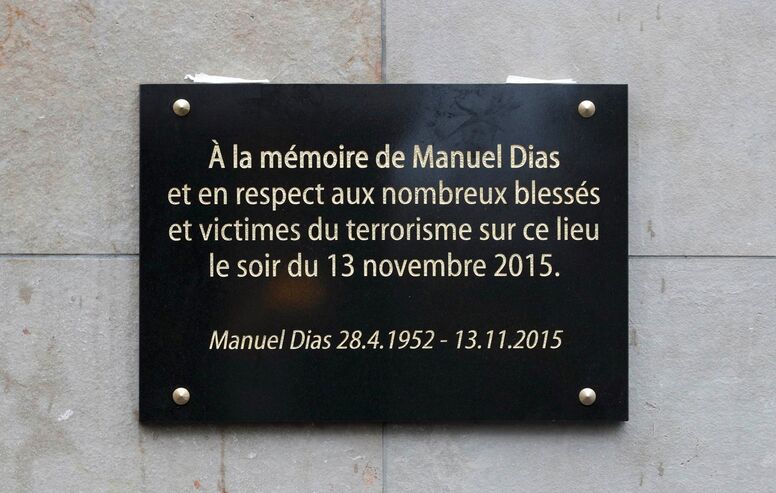 À la mémoire de Manuel Dias
et en respect aux nombreux blessés
et victimes du terrorisme sur ce lieu
le soir du 13 novembre 2015.
Manuel Dias 28.4.1952 - 13.11.2015